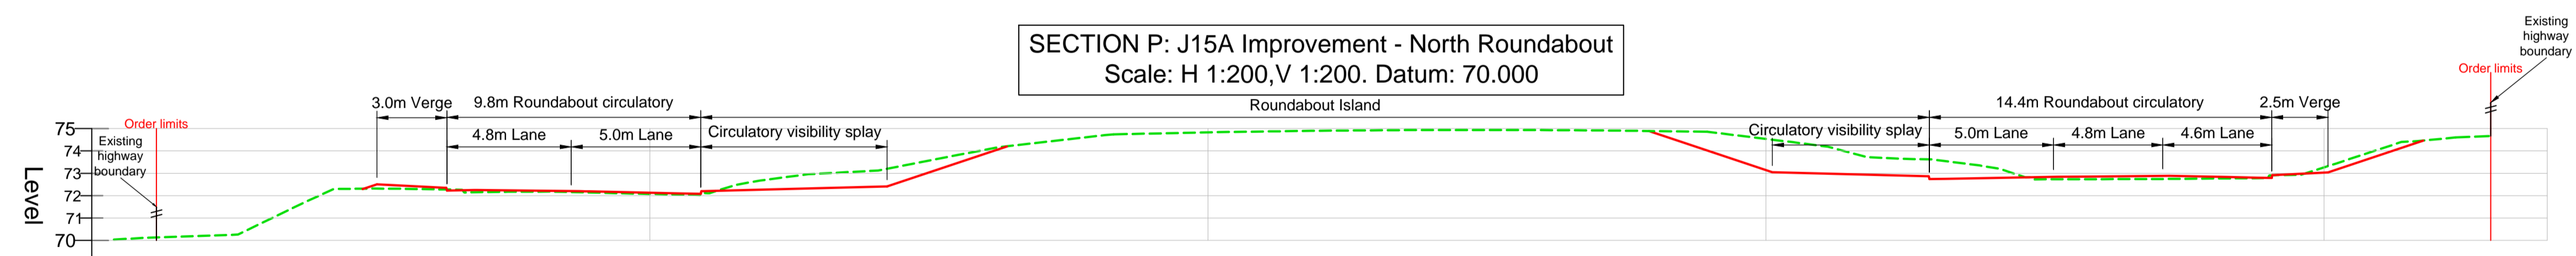 SECTION P: J15A Improvement - North Roundabout
Scale: H 1:200,V 1:200. Datum: 70.000
Existing
highway
boundary
Order limits
3.0m Verge
9.8m Roundabout circulatory
Roundabout Island
14.4m Roundabout circulatory
2.5m Verge
Order limits
Existing
highway
boundary
4.8m Lane
5.0m Lane
Circulatory visibility splay
Circulatory visibility splay
5.0m Lane
4.8m Lane
4.6m Lane
Level
75
74
73
72
71
70